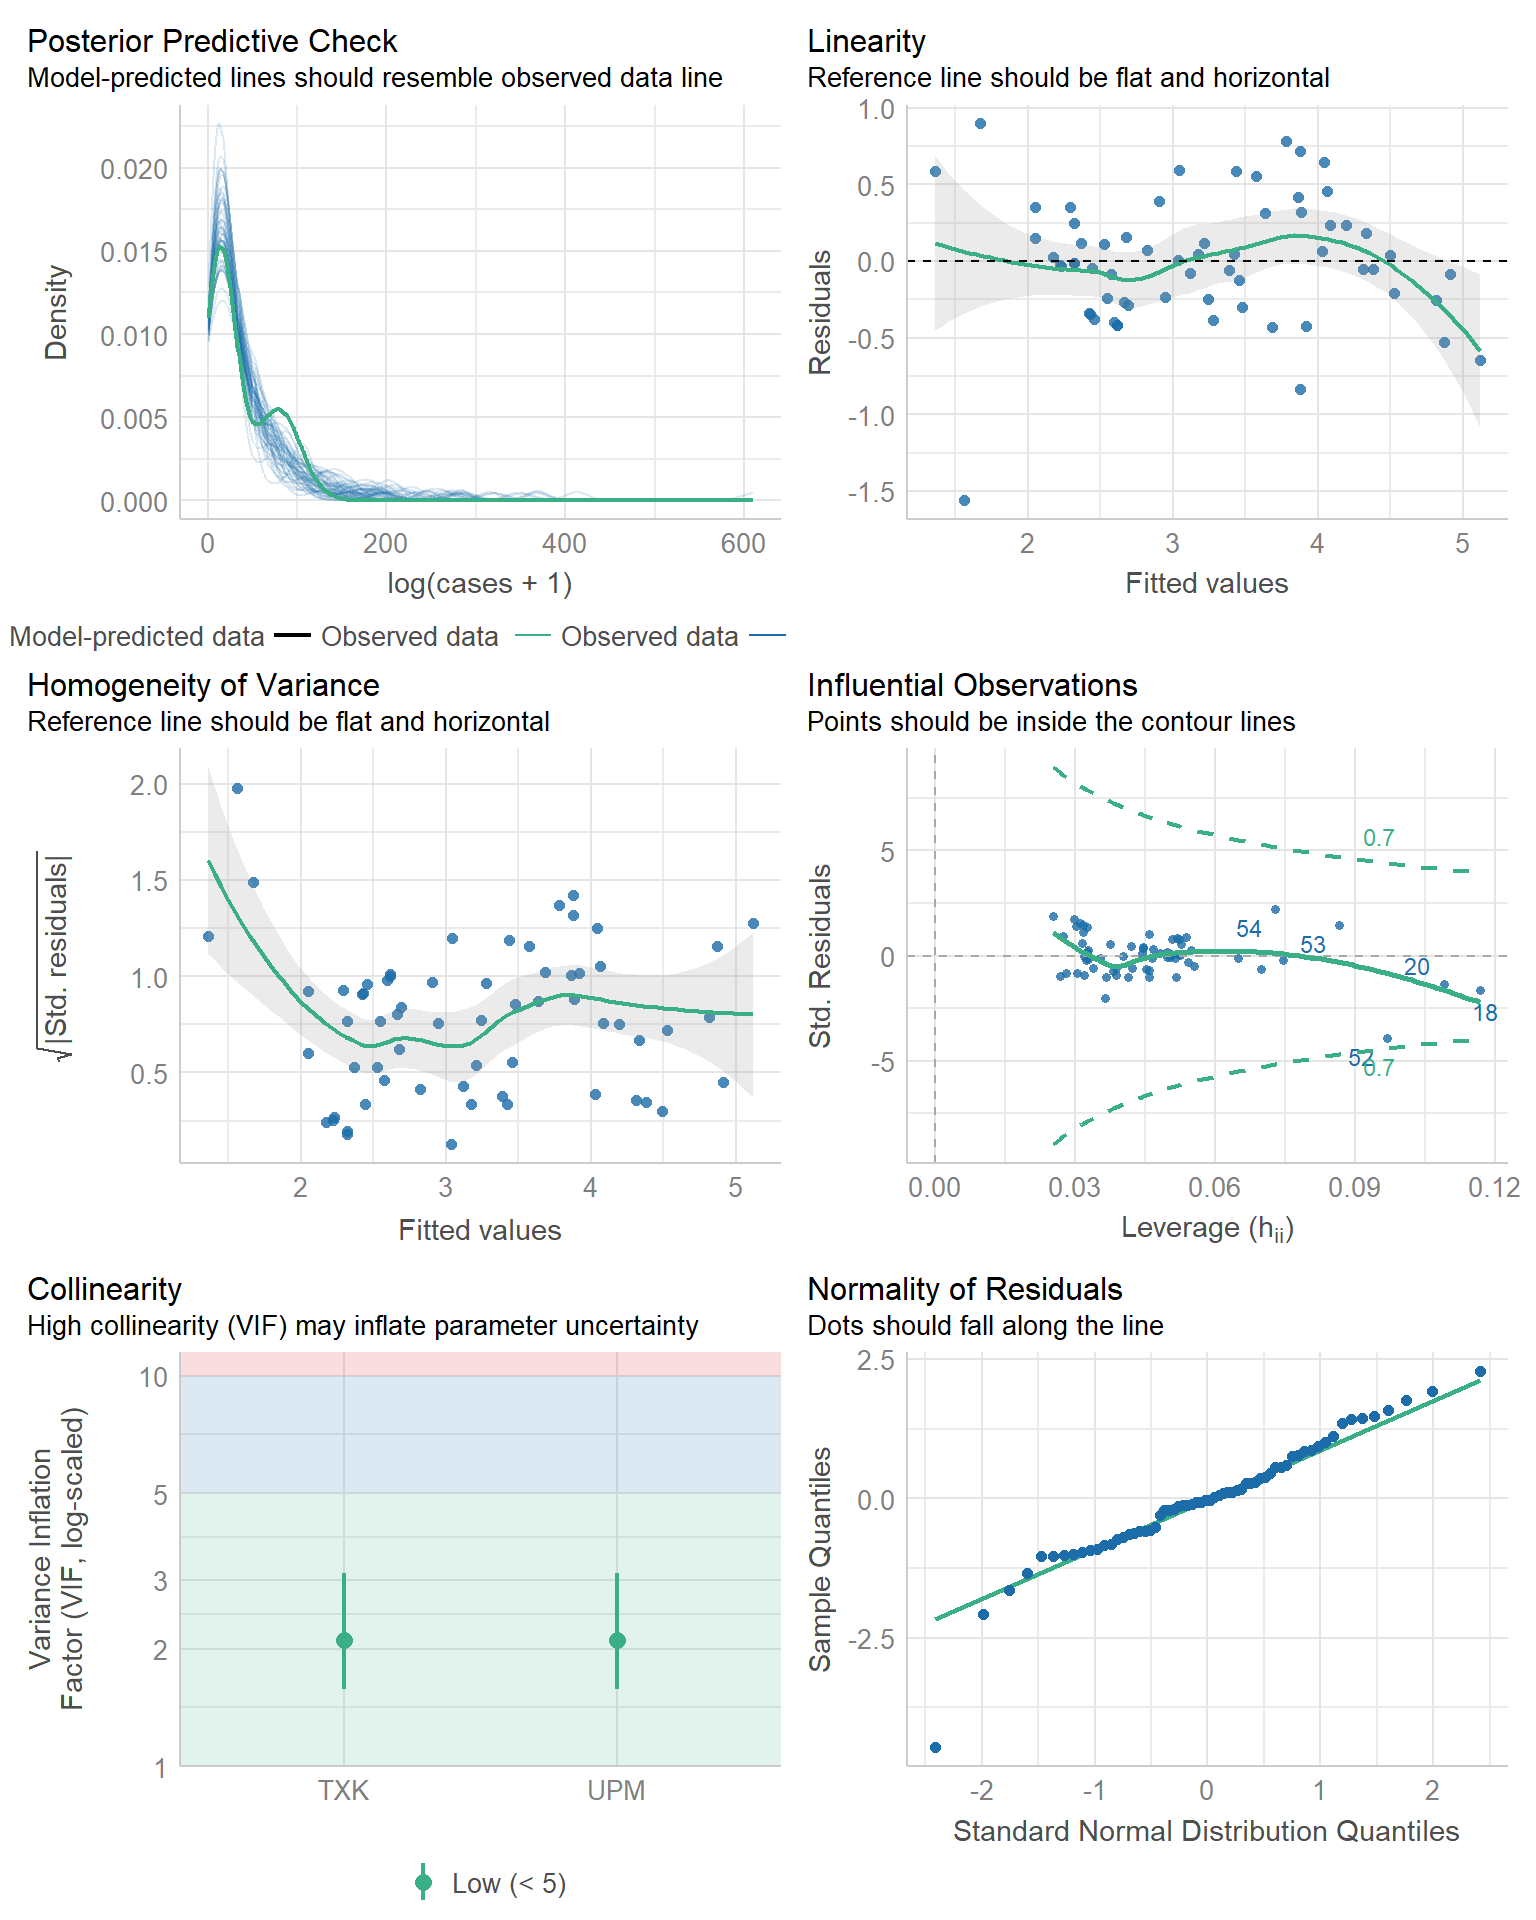 Posterior Predictive Check
Model-predicted lines should resemble observed data line
Density
0.020
0.015
0.010
0.005
0.000
0
200
400
600
log(cases + 1)
Model-predicted data
Observed data
Observed data
Linearity
Reference line should be flat and horizontal
Residuals
1.0
0.5
0.0
-0.5
-1.0
-1.5
2
3
4
5
Fitted values
Homogeneity of Variance
Reference line should be flat and horizontal
√|Std. residuals|
2.0
1.5
1.0
0.5
2
3
4
5
Fitted values
Influential Observations
Points should be inside the contour lines
Std. Residuals
5
0
-5
0.7
54
53
20
18
52
0.7
0.00
0.03
0.06
0.09
0.12
Leverage (hii)
Collinearity
High collinearity (VIF) may inflate parameter uncertainty
Variance Inflation
Factor (VIF, log-scaled)
10
5
3
2
1
TXK
UPM
Low (< 5)
Normality of Residuals
Dots should fall along the line
Sample Quantiles
2.5
0.0
-2.5
-2
-1
0
1
2
Standard Normal Distribution Quantiles